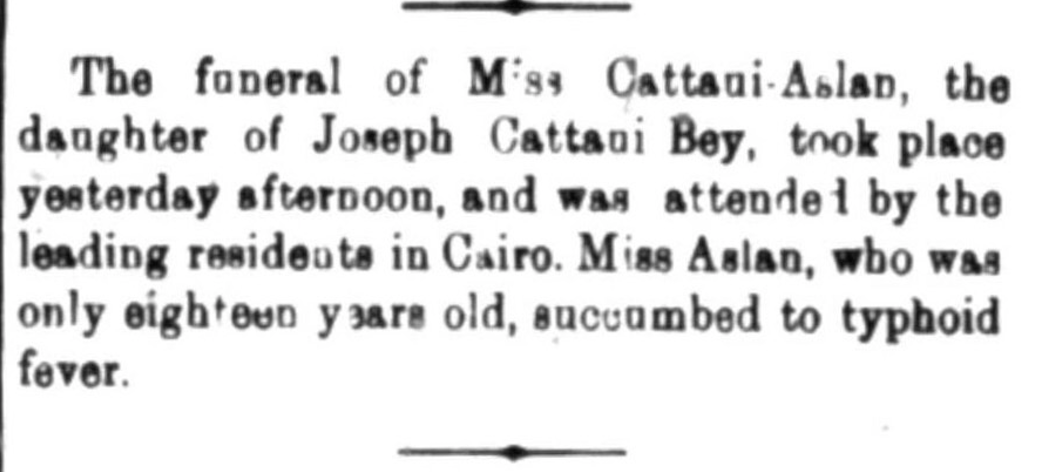 The funeral of Miss Cattaui-Aslan, the
daughter of Joseph Cattaui Bey, took place
yesterday afternoon, and was attended by the
leading residents in Cairo. Miss Aslan, who was
only eighteen years old, succumbed to typhoid
fever.